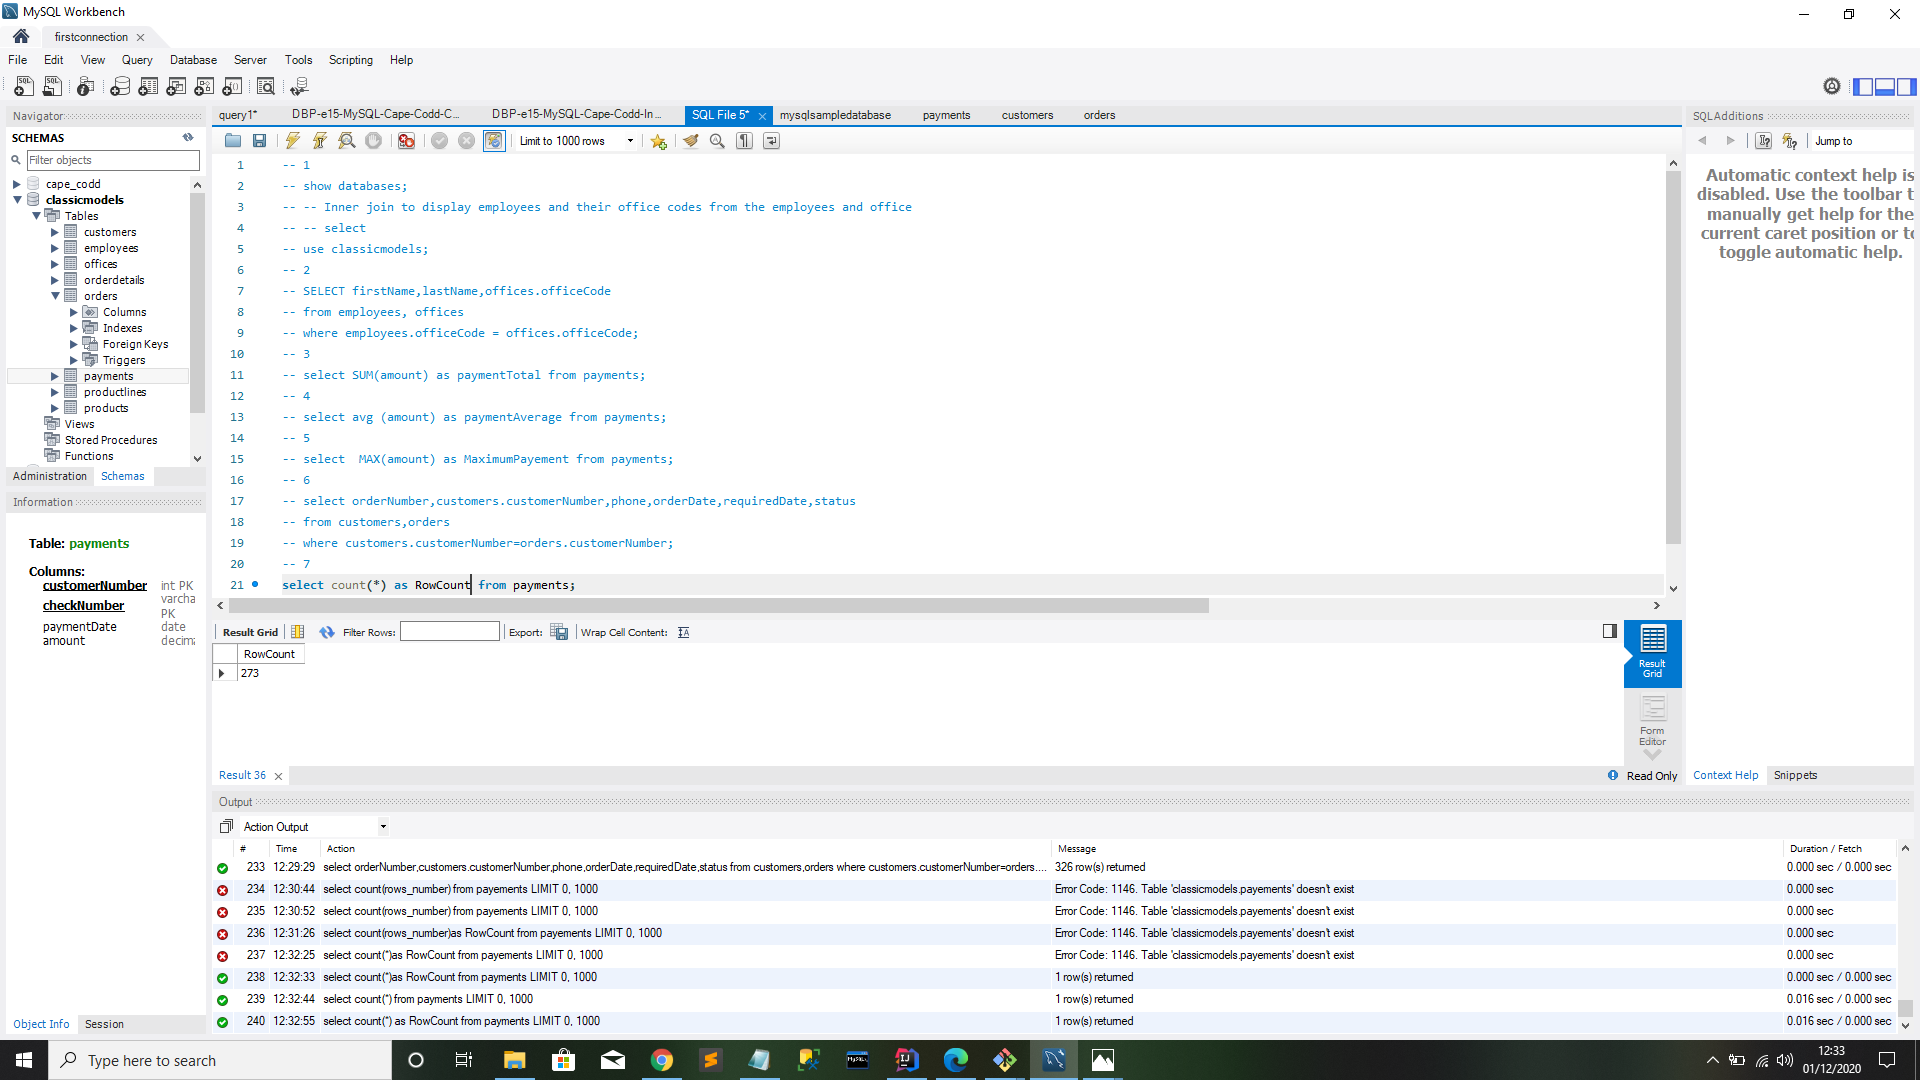 MySQL Workbench
firstconnection
File Edit View Query Database Server Tools Scripting Help
Navigator
SCHEMAS
Filter objects
cape_codd
classicmodels
Tables
customers
employees
offices
orderdetails
orders
Columns
Indexes
Foreign Keys
Triggers
payments
productlines
products
Views
Stored Procedures
Functions
Administration Schemas
Information
Table: payments
Columns:
customerNumber int PK
checkNumber varcha PK
paymentDate date
amount decim
Object Info Session
query1* DBP-e15-MySQL-Cape-Codd-C... DBP-e15-MySQL-Cape-Codd-In... SQL File 5* mysqlsampledatabase payments customers orders
Limit to 1000 rows
1 -- 1
2 -- show databases;
3 -- -- Inner join to display employees and their office codes from the employees and office
4 -- -- select
5 -- use classicmodels;
6 -- 2
7 -- SELECT firstName,lastName,offices.officeCode
8 -- from employees, offices
9 -- where employees.officeCode = offices.officeCode;
10 -- 3
11 -- select SUM(amount) as paymentTotal from payments;
12 -- 4
13 -- select avg (amount) as paymentAverage from payments;
14 -- 5
15 -- select  MAX(amount) as MaximumPayement from payments;
16 -- 6
17 -- select orderNumber,customers.customerNumber,phone,orderDate,requiredDate,status
18 -- from customers,orders
19 -- where customers.customerNumber=orders.customerNumber;
20 -- 7
21 select count(*) as RowCount from payments;
Result Grid Filter Rows: Export: Wrap Cell Content:
RowCount
273
Result Grid
Form Editor
Result 36 Read Only
SQLAdditions
Jump to
Automatic context help is
disabled. Use the toolbar t
manually get help for the
current caret position or to
toggle automatic help.
Context Help Snippets
Output
Action Output
# Time Action Message Duration / Fetch
233 12:29:29 select orderNumber,customers.customerNumber,phone,orderDate,requiredDate,status from customers,orders where customers.customerNumber=orders.... 326 row(s) returned 0.000 sec / 0.000 sec
234 12:30:44 select count(rows_number) from payements LIMIT 0, 1000 Error Code: 1146. Table 'classicmodels.payements' doesn't exist 0.000 sec
235 12:30:52 select count(rows_number) from payements LIMIT 0, 1000 Error Code: 1146. Table 'classicmodels.payements' doesn't exist 0.000 sec
236 12:31:26 select count(rows_number)as RowCount from payements LIMIT 0, 1000 Error Code: 1146. Table 'classicmodels.payements' doesn't exist 0.000 sec
237 12:32:25 select count(*)as RowCount from payements LIMIT 0, 1000 Error Code: 1146. Table 'classicmodels.payements' doesn't exist 0.000 sec
238 12:32:33 select count(*)as RowCount from payments LIMIT 0, 1000 1 row(s) returned 0.000 sec / 0.000 sec
239 12:32:44 select count(*) from payments LIMIT 0, 1000 1 row(s) returned 0.016 sec / 0.000 sec
240 12:32:55 select count(*) as RowCount from payments LIMIT 0, 1000 1 row(s) returned 0.016 sec / 0.000 sec
Type here to search
12:33
01/12/2020